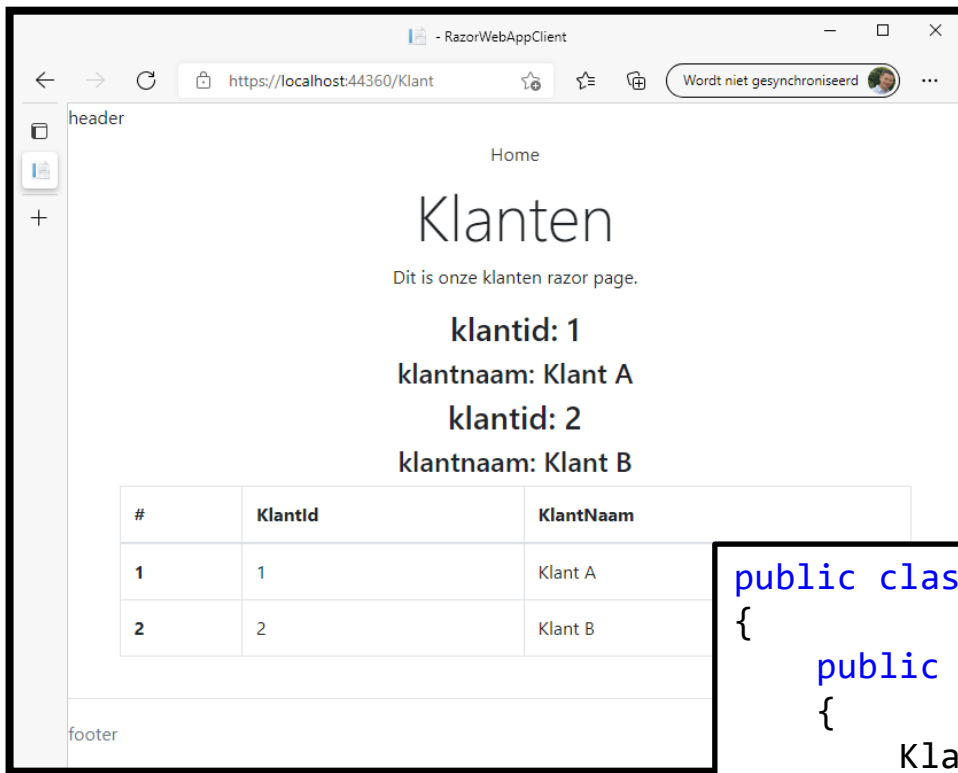 - RazorWebAppClient
https://localhost:44360/Klant
Wordt niet gesynchroniseerd
header
Home
Klanten
Dit is onze klanten razor page.
klantid: 1
klantnaam: Klant A
klantid: 2
klantnaam: Klant B
# KlantId KlantNaam
1 1 Klant A
2 2 Klant B
footer
public clas
{
public
{
Kla